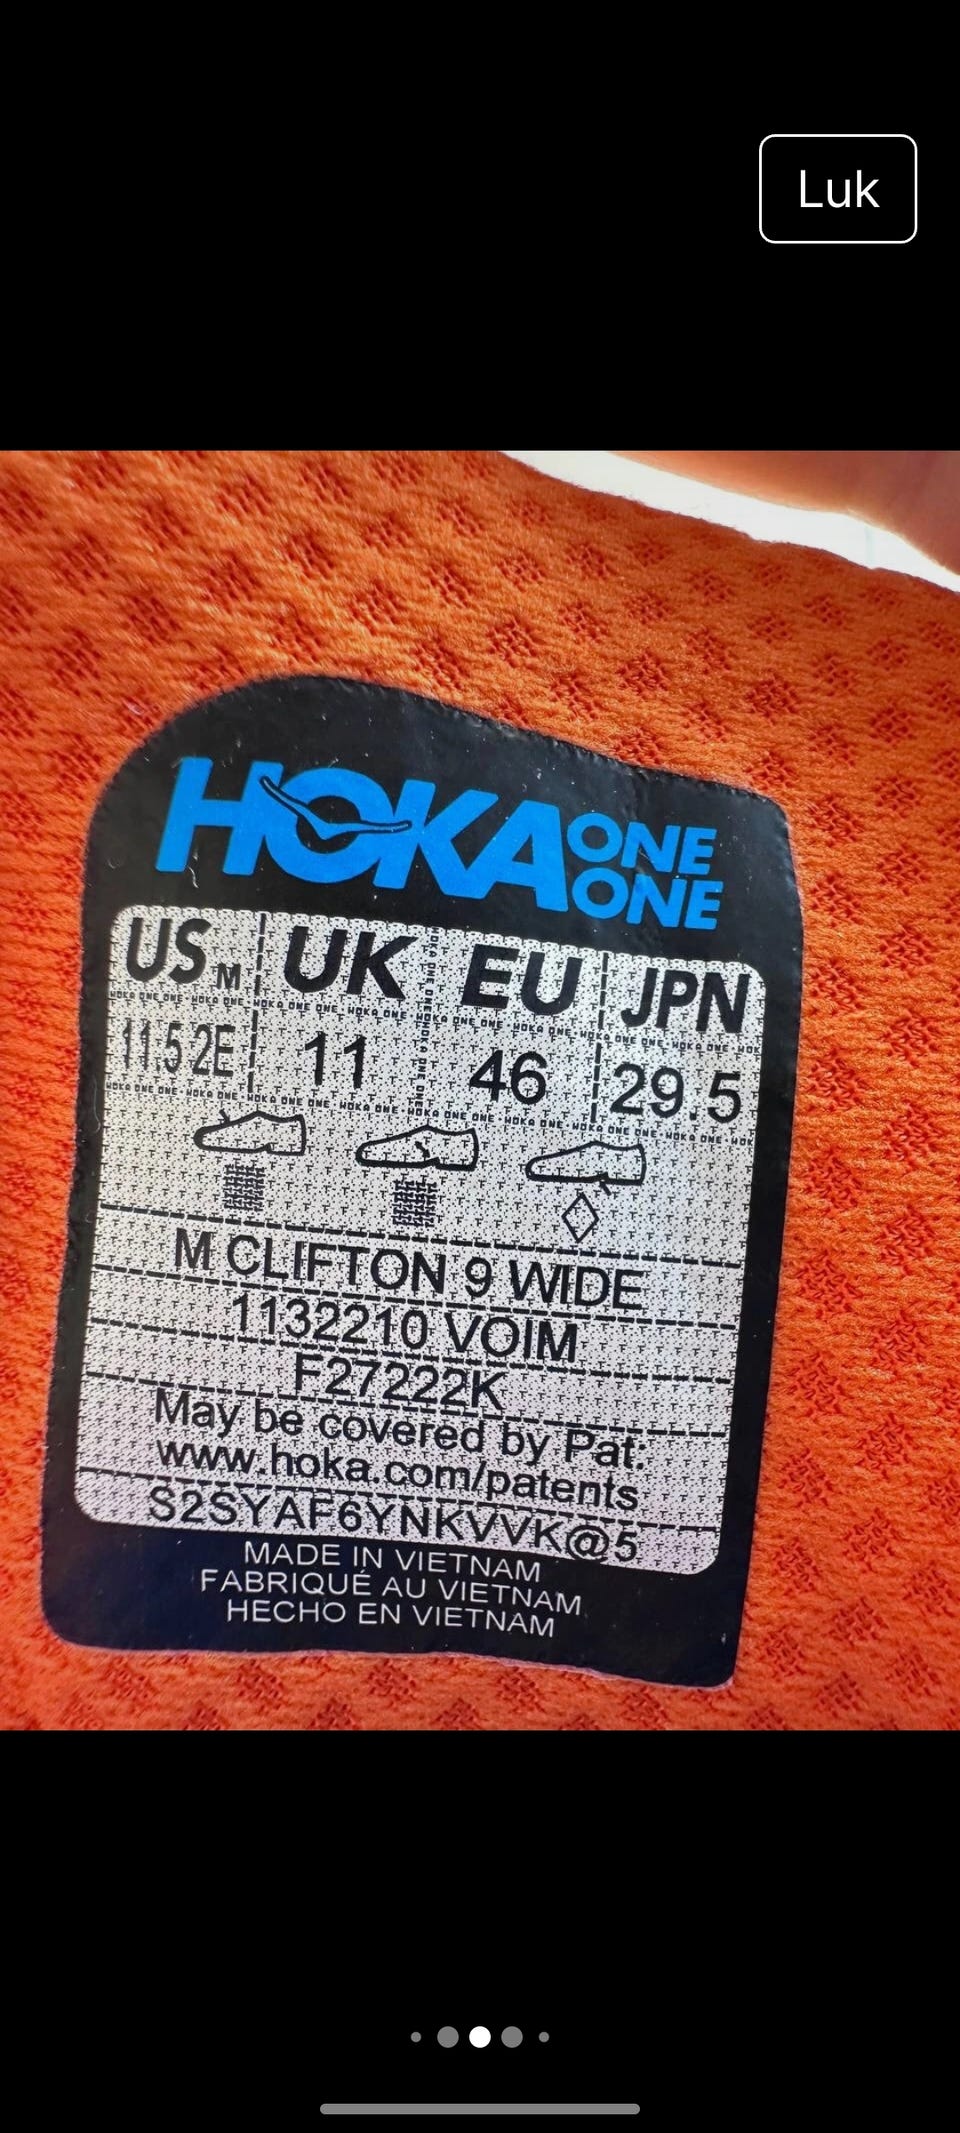 Luk
HOKA ONE ONE
US M UK EU JPN
11.5 2E 11 46 29.5
M CLIFTON 9 WIDE
1132210 VOIM
F27222K
May be covered by Pat:
www.hoka.com/patents
S2SYAF6YNKVVK@5
MADE IN VIETNAM
FABRIQUÉ AU VIETNAM
HECHO EN VIETNAM